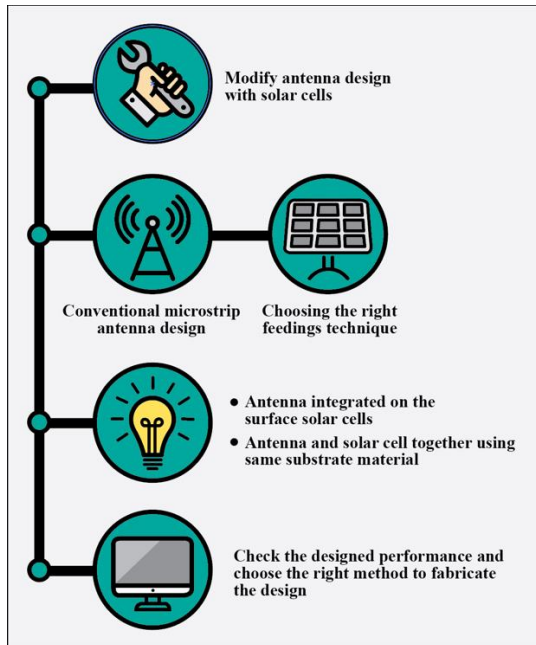 Modify antenna design
with solar cells
Conventional microstrip
antenna design
Choosing the right
feedings technique
• Antenna integrated on the
surface solar cells
• Antenna and solar cell together using
same substrate material
Check the designed performance and
choose the right method to fabricate
the design